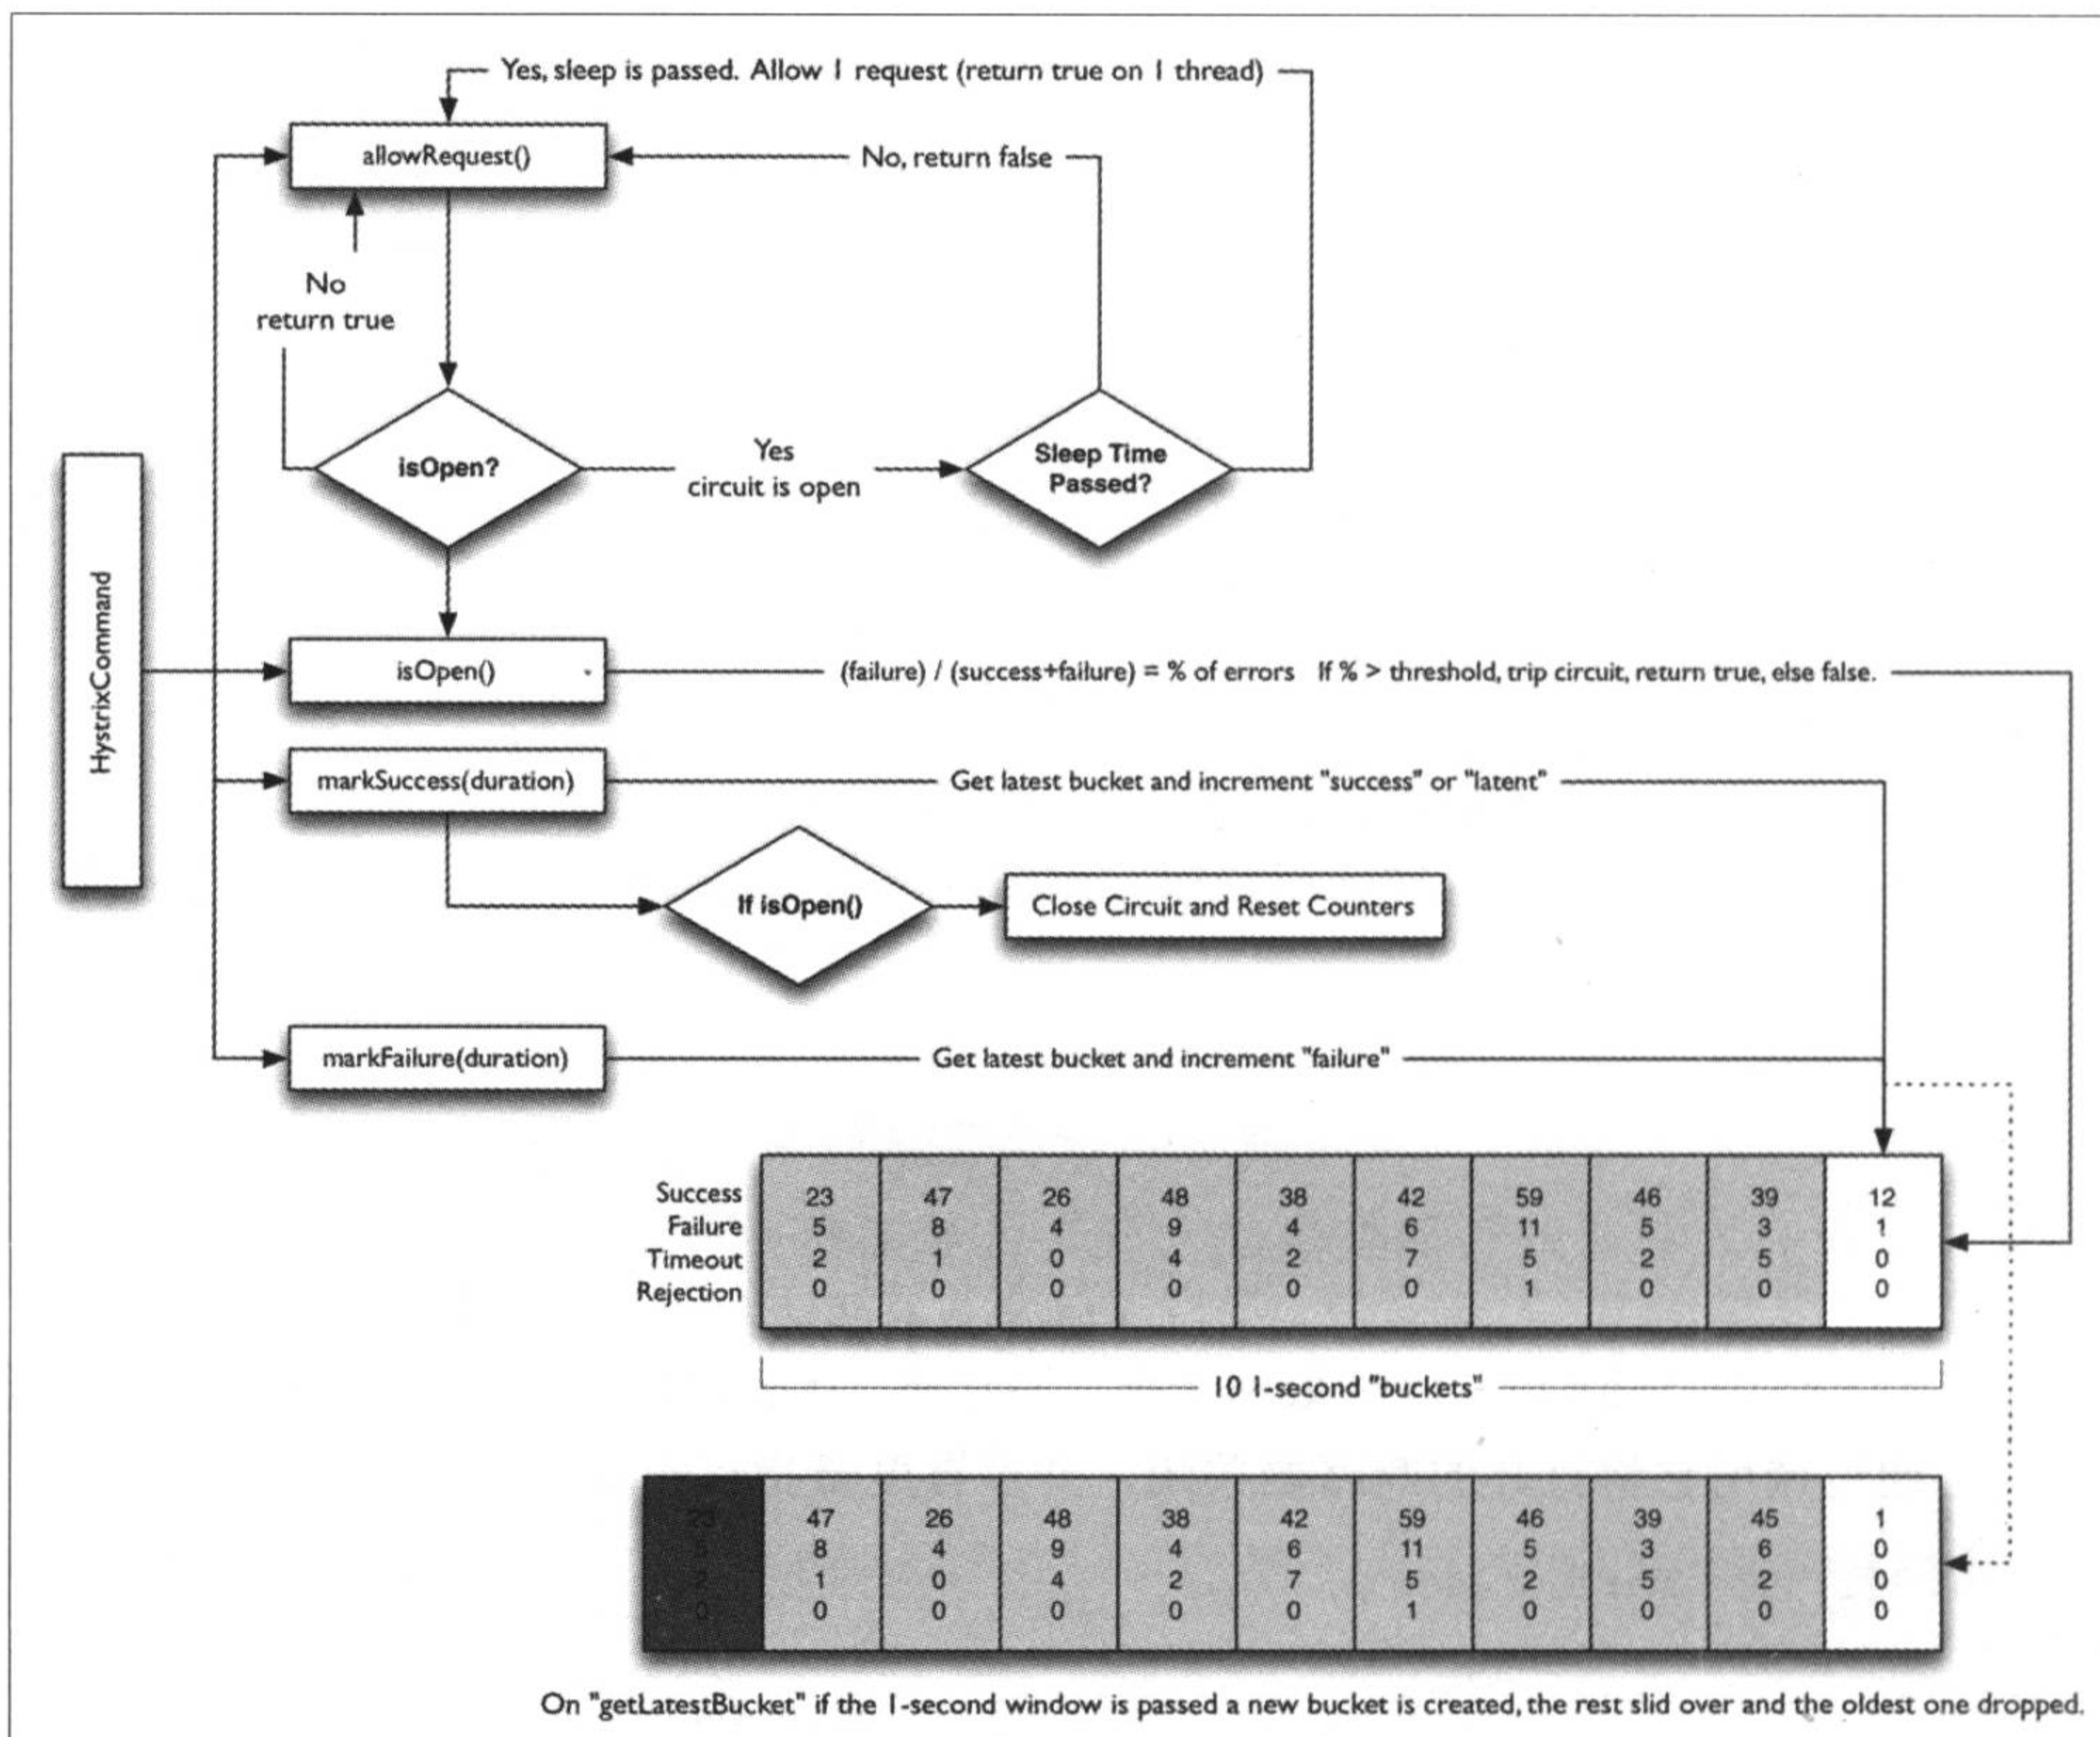 Yes, sleep is passed. Allow 1 request (return true on 1 thread)
allowRequest()
No, return false
No
return true
isOpen?
Yes
circuit is open
Sleep Time
Passed?
HystrixCommand
isOpen()
(failure) / (success+failure) = % of errors If % > threshold, trip circuit, return true, else false.
markSuccess(duration)
Get latest bucket and increment "success" or "latent"
If isOpen()
Close Circuit and Reset Counters
markFailure(duration)
Get latest bucket and increment "failure"
Success 23 47 26 48 38 42 59 46 39 12
Failure 5 8 4 9 4 6 11 5 3 1
Timeout 2 1 0 4 2 7 5 2 5 0
Rejection 0 0 0 0 0 0 1 0 0 0
10 1-second "buckets"
23 47 26 48 38 42 59 46 39 45 1
5 8 4 9 4 6 11 5 3 6 0
2 1 0 4 2 7 5 2 5 2 0
0 0 0 0 0 0 1 0 0 0 0
On "getLatestBucket" if the 1-second window is passed a new bucket is created, the rest slid over and the oldest one dropped.